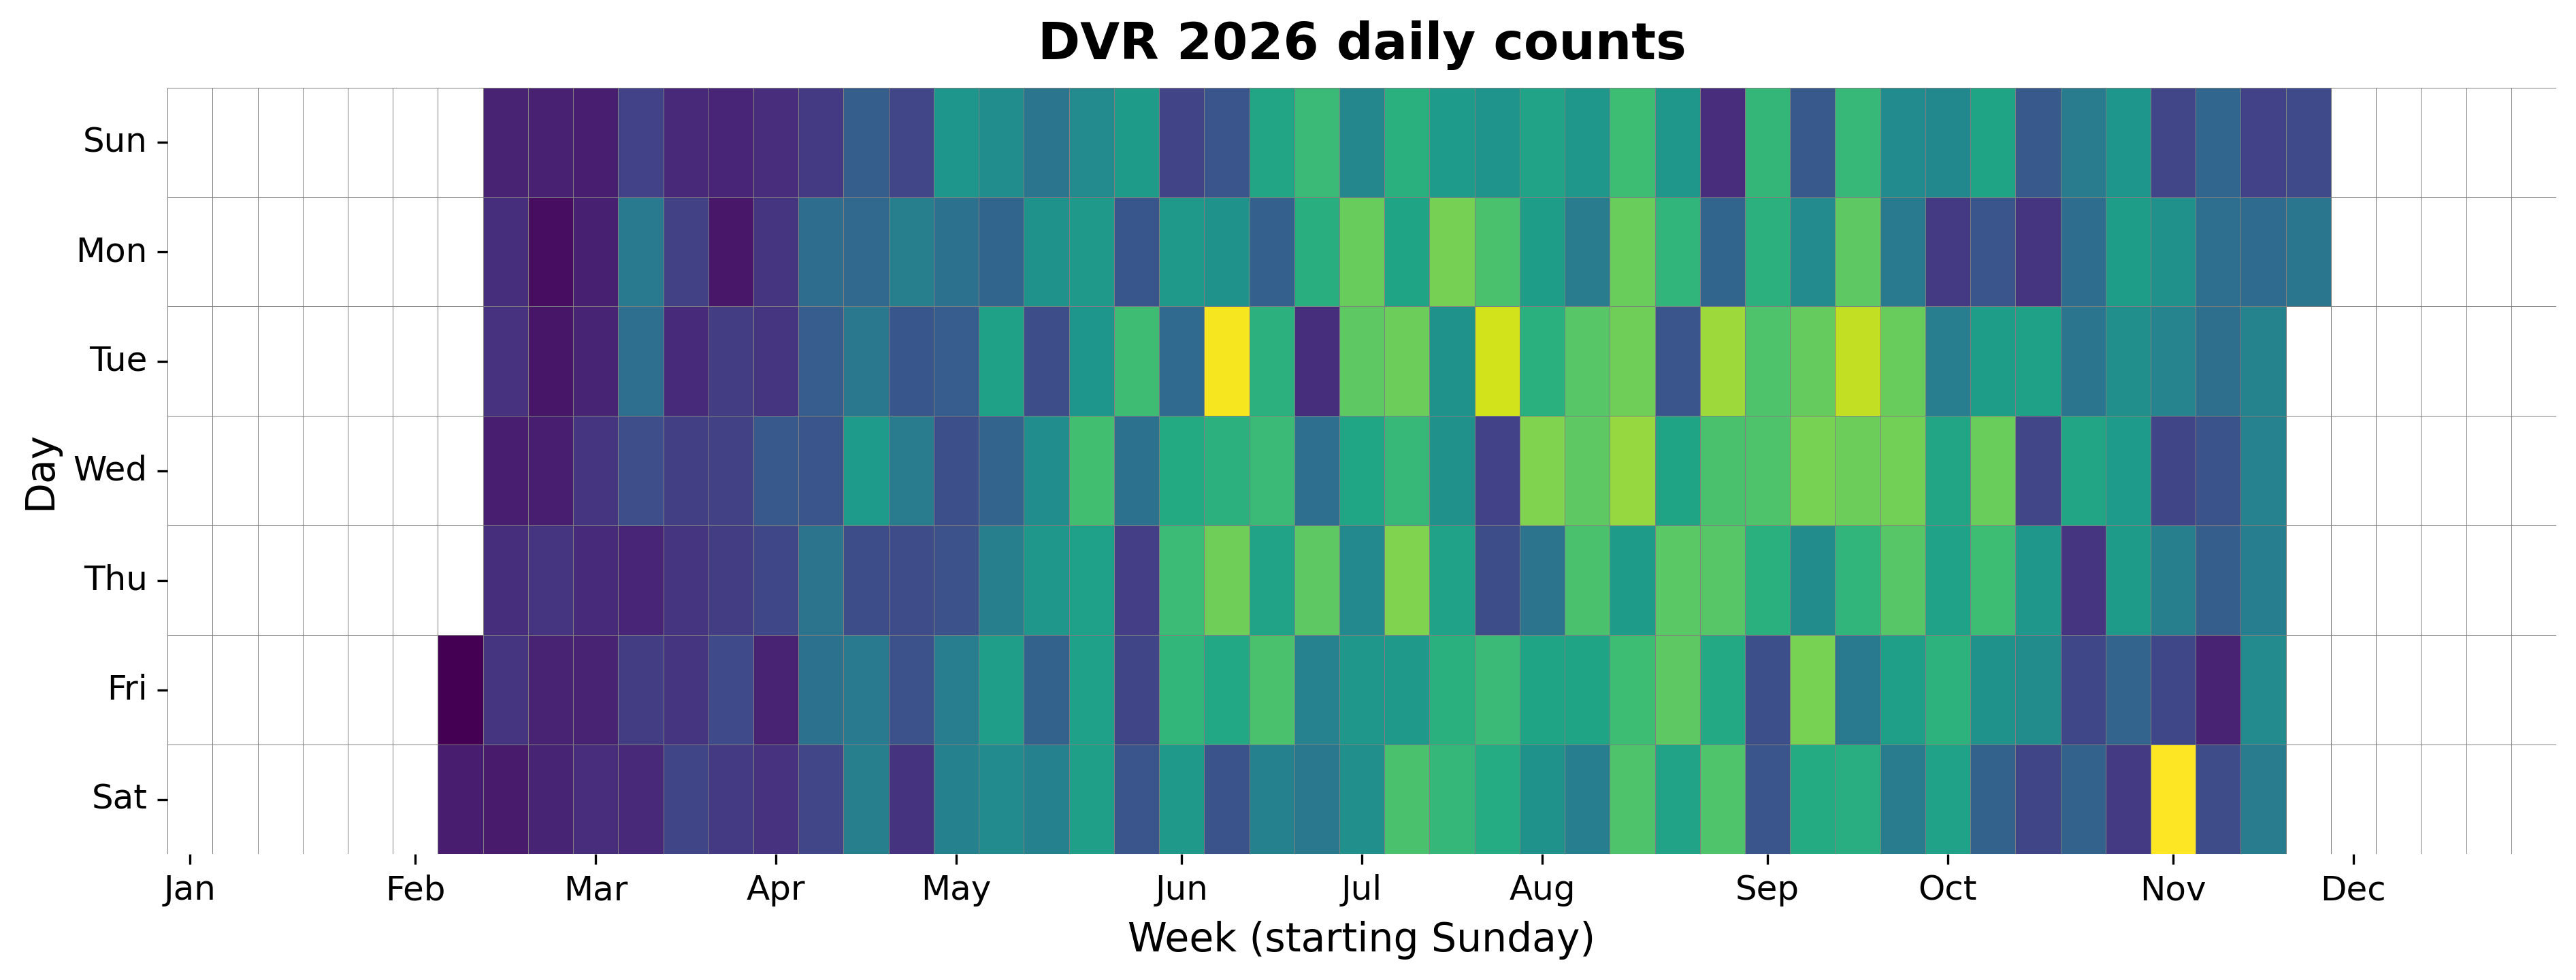 DVR 2026 daily counts
Day
Sun
Mon
Tue
Wed
Thu
Fri
Sat
Jan Feb Mar Apr May Jun Jul Aug Sep Oct Nov Dec
Week (starting Sunday)